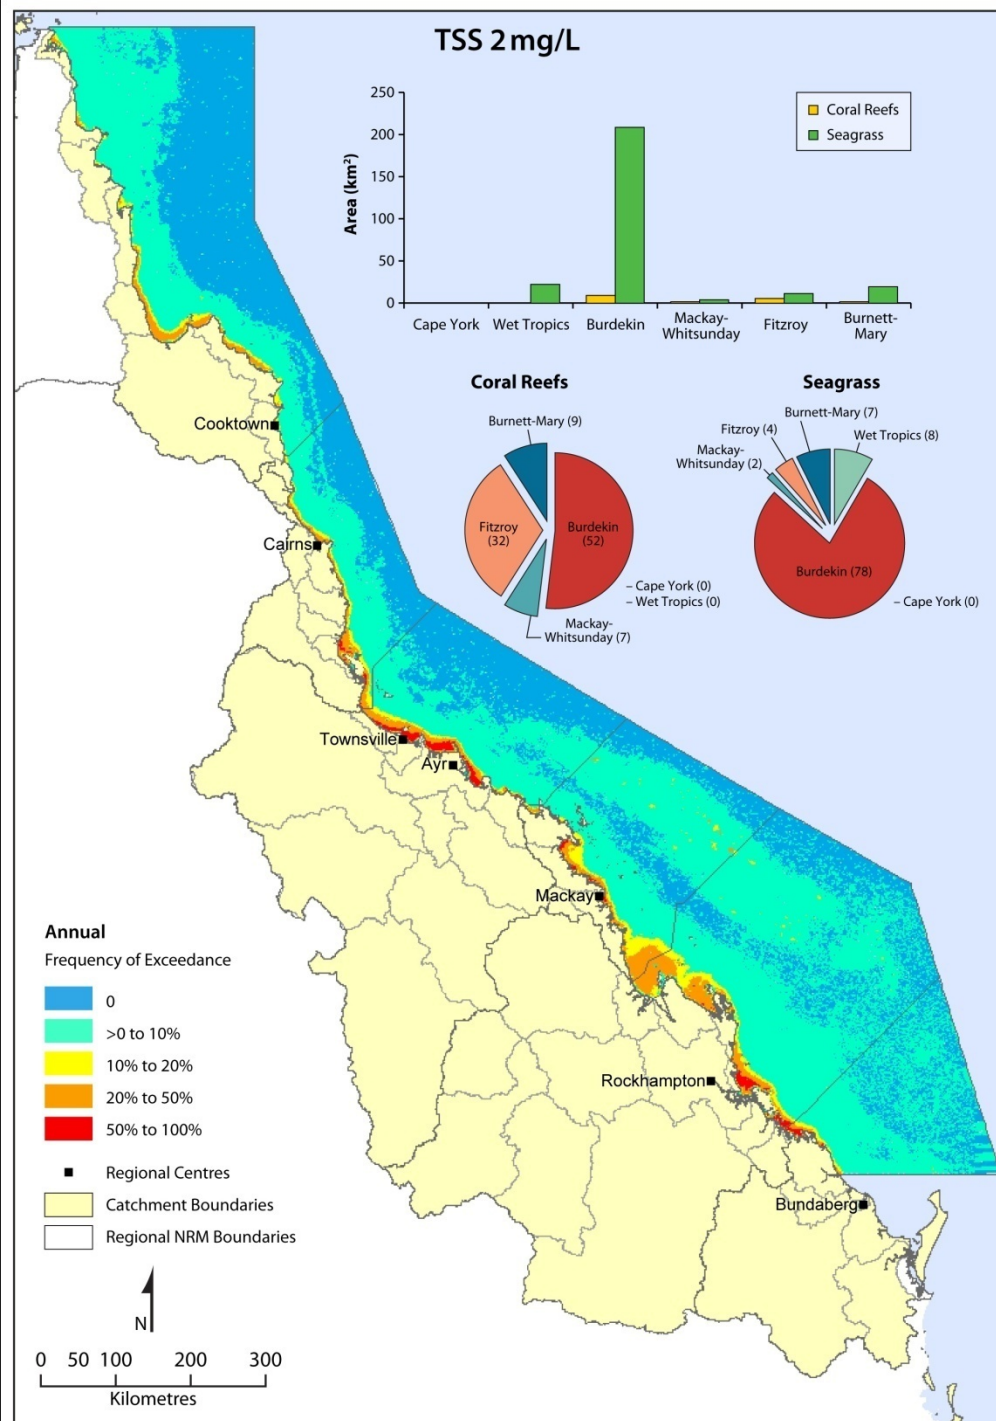 TSS 2 mg/L
250
200
150
100
50
0
Area (km²)
Coral Reefs
Seagrass
Cape York
Wet Tropics
Burdekin
Mackay-
Whitsunday
Fitzroy
Burnett-
Mary
Coral Reefs
Burnett-Mary (9)
Fitzroy
(32)
Burdekin
(52)
– Cape York (0)
– Wet Tropics (0)
Mackay-
Whitsunday (7)
Seagrass
Burnett-Mary (7)
Fitzroy (4)
Wet Tropics (8)
Mackay-
Whitsunday (2)
Burdekin (78)
– Cape York (0)
Cooktown
Cairns
Townsville
Ayr
Mackay
Rockhampton
Bundaberg
Annual
Frequency of Exceedance
0
>0 to 10%
10% to 20%
20% to 50%
50% to 100%
Regional Centres
Catchment Boundaries
Regional NRM Boundaries
N
0 50 100 200 300
Kilometres